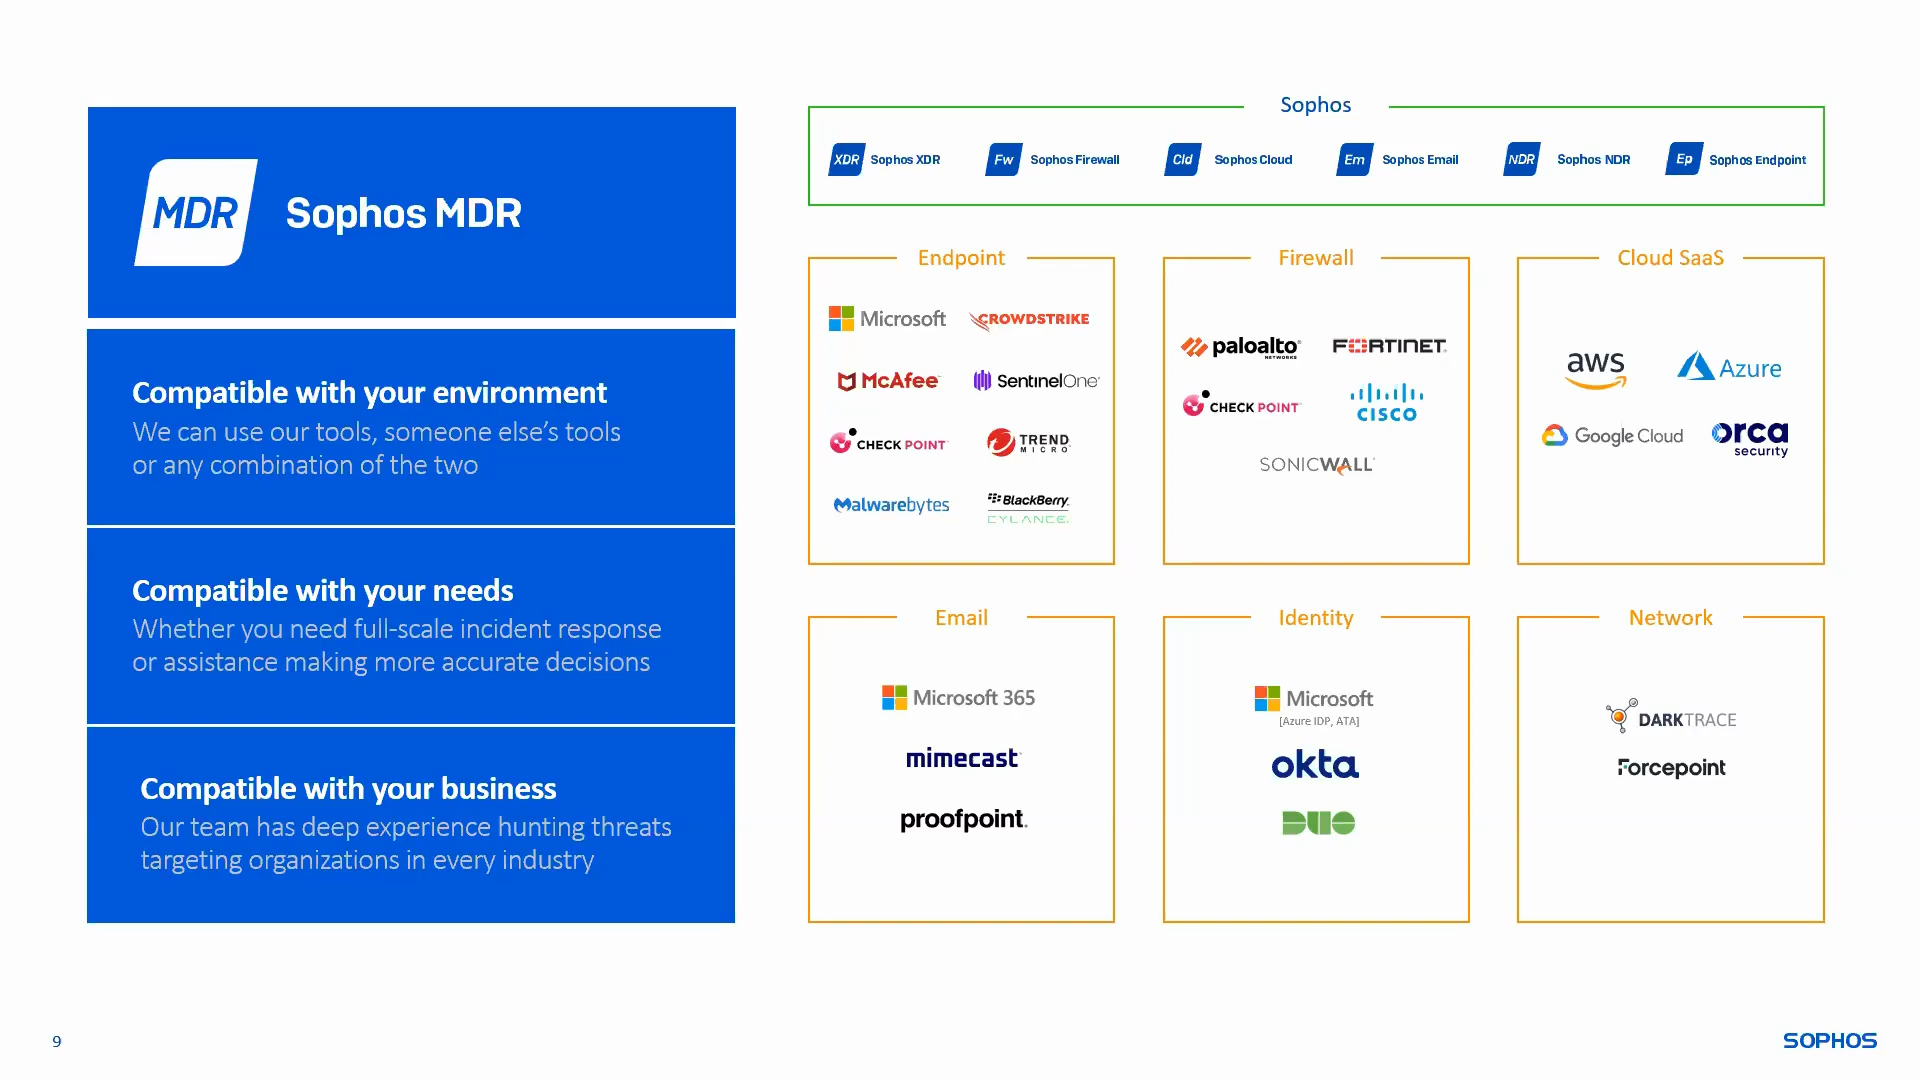 MDR Sophos MDR
Compatible with your environment
We can use our tools, someone else's tools
or any combination of the two
Compatible with your needs
Whether you need full-scale incident response
or assistance making more accurate decisions
Compatible with your business
Our team has deep experience hunting threats
targeting organizations in every industry
Sophos
XDR Sophos XDR Fw Sophos Firewall Cld Sophos Cloud Em Sophos Email NDR Sophos NDR Ep Sophos Endpoint
Endpoint
Microsoft CROWDSTRIKE
McAfee SentinelOne
CHECK POINT TREND MICRO
Malwarebytes BlackBerry
CYLANCE
Firewall
paloalto NETWORKS FORTINET
CHECK POINT CISCO
SONICWALL
Cloud SaaS
aws Azure
Google Cloud orca security
Email
Microsoft 365
mimecast
proofpoint
Identity
Microsoft
[Azure IDP, ATA]
okta
DUO
Network
DARKTRACE
Forcepoint
9
SOPHOS